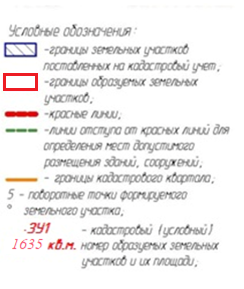 Условные обозначения:
-границы земельных участков
поставленных на кадастровый учет;
-границы образуемых земельных
участков;
-красные линии;
-линии отступа от красных линий для
определения мест допустимого
размещения зданий, сооружений;
- границы кадастрового квартала;
5 - поворотные точки формируемого
земельного участка;
·ЗУ1 - кадастровый (условный)
1635 кв.м. номер образуемых земельных
участков и их площади;